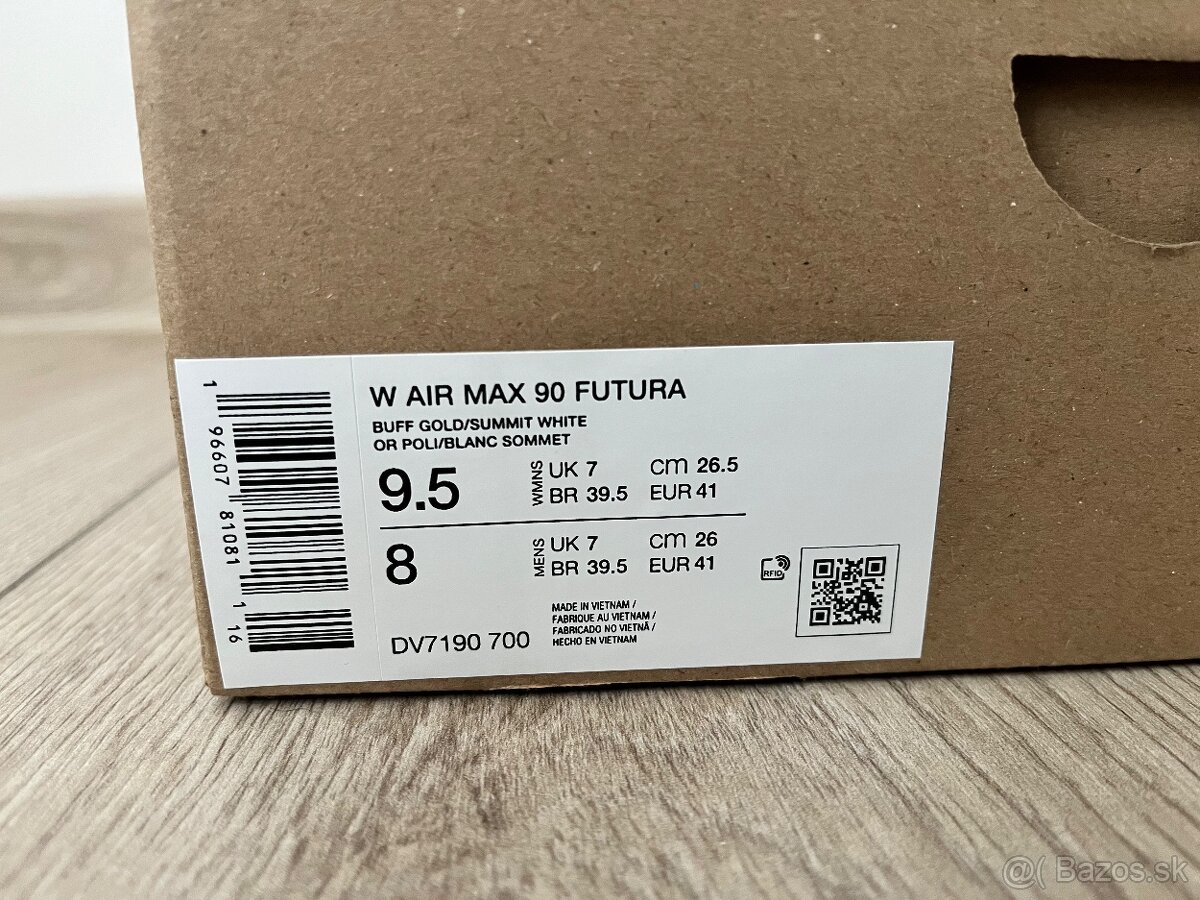 1 96607 81081 1 16
W AIR MAX 90 FUTURA
BUFF GOLD/SUMMIT WHITE
OR POLI/BLANC SOMMET
9.5 WMNS UK 7 cm 26.5
BR 39.5 EUR 41
8 MENS UK 7 cm 26
BR 39.5 EUR 41
RFID
DV7190 700
MADE IN VIETNAM /
FABRIQUE AU VIETNAM /
FABRICADO NO VIETNÃ /
HECHO EN VIETNAM
@( Bazos.sk